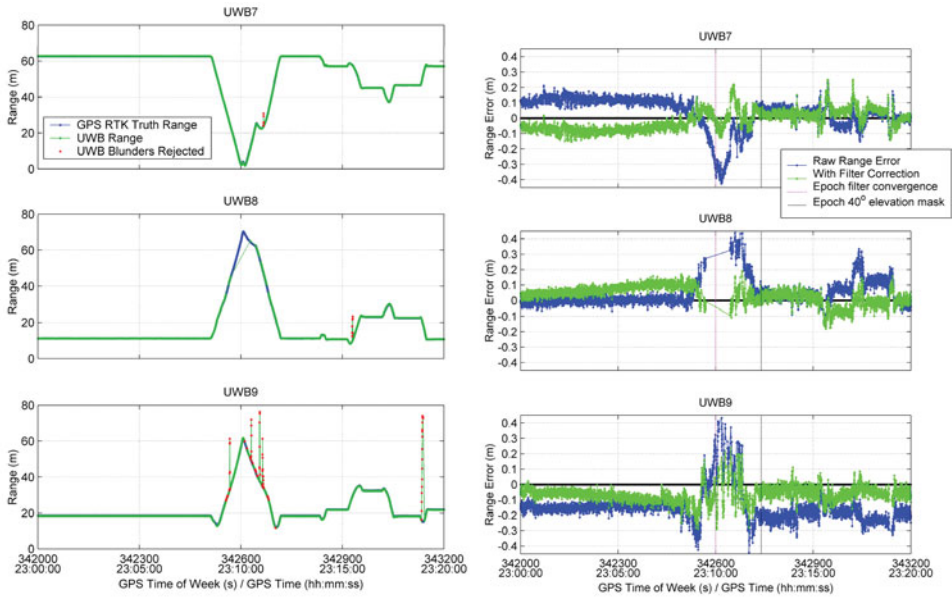 UWB7
Range (m)
80
60
40
20
0
GPS RTK Truth Range
UWB Range
UWB Blunders Rejected
UWB8
Range (m)
80
60
40
20
0
UWB9
Range (m)
80
60
40
20
0
342000 342300 342600 342900 343200
23:00:00 23:05:00 23:10:00 23:15:00 23:20:00
GPS Time of Week (s) / GPS Time (hh:mm:ss)
UWB7
Range Error (m)
0.4
0.3
0.2
0.1
0
-0.1
-0.2
-0.3
-0.4
Raw Range Error
With Filter Correction
Epoch filter convergence
Epoch 40° elevation mask
UWB8
Range Error (m)
0.4
0.3
0.2
0.1
0
-0.1
-0.2
-0.3
-0.4
UWB9
Range Error (m)
0.4
0.3
0.2
0.1
0
-0.1
-0.2
-0.3
-0.4
342000 342300 342600 342900 343200
23:00:00 23:05:00 23:10:00 23:15:00 23:20:00
GPS Time of Week (s) / GPS Time (hh:mm:ss)